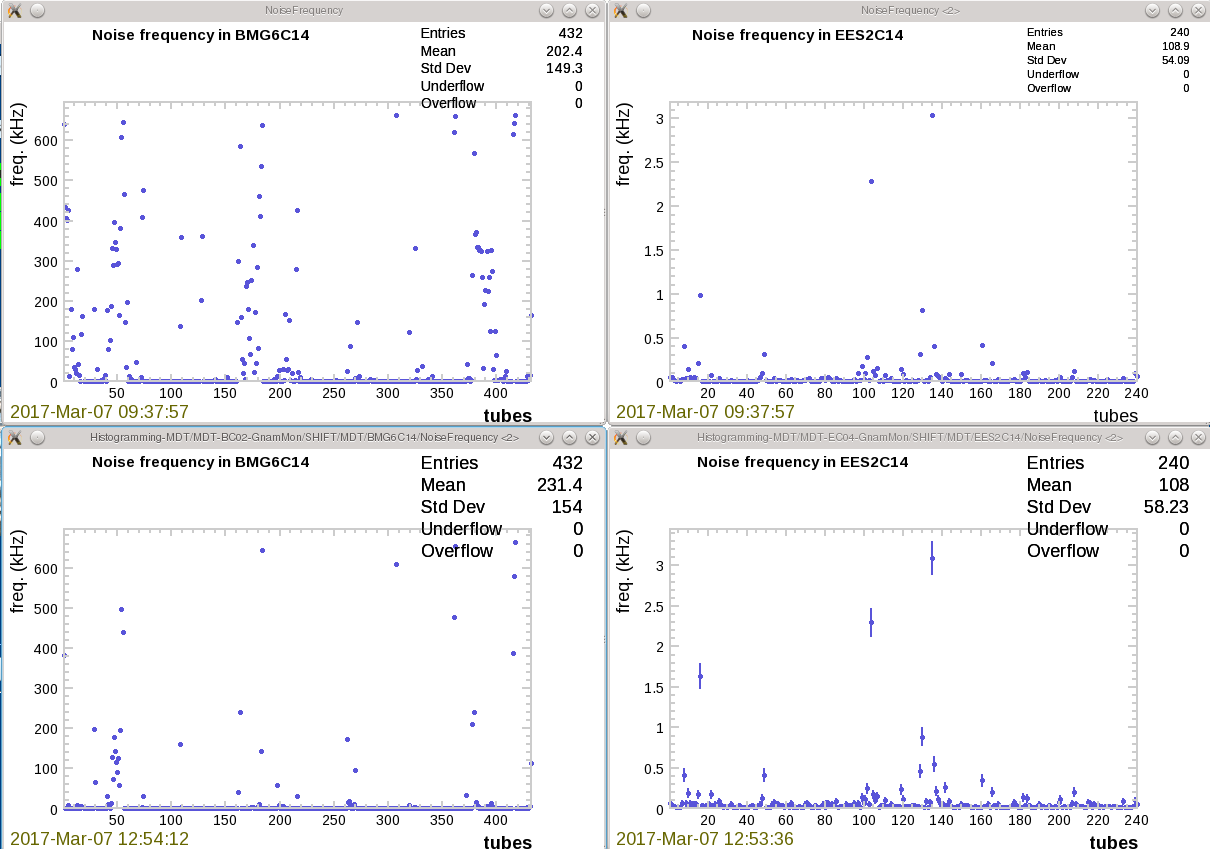 NoiseFrequency
Noise frequency in BMG6C14
Entries 432
Mean 202.4
Std Dev 149.3
Underflow 0
Overflow 0
freq. (kHz)
600
500
400
300
200
100
0
50 100 150 200 250 300 350 400
2017-Mar-07 09:37:57
tubes
NoiseFrequency <2>
Noise frequency in EES2C14
Entries 240
Mean 108.9
Std Dev 54.09
Underflow 0
Overflow 0
freq. (kHz)
3
2.5
2
1.5
1
0.5
0
20 40 60 80 100 120 140 160 180 200 220 240
2017-Mar-07 09:37:57
tubes
Histogramming-MDT/MDT-BC02-GnamMon/SHIFT/MDT/BMG6C14/NoiseFrequency <2>
Noise frequency in BMG6C14
Entries 432
Mean 231.4
Std Dev 154
Underflow 0
Overflow 0
freq. (kHz)
600
500
400
300
200
100
0
50 100 150 200 250 300 350 400
2017-Mar-07 12:54:12
tubes
Histogramming-MDT/MDT-EC04-GnamMon/SHIFT/MDT/EES2C14/NoiseFrequency <2>
Noise frequency in EES2C14
Entries 240
Mean 108
Std Dev 58.23
Underflow 0
Overflow 0
freq. (kHz)
3
2.5
2
1.5
1
0.5
0
20 40 60 80 100 120 140 160 180 200 220 240
2017-Mar-07 12:53:36
tubes